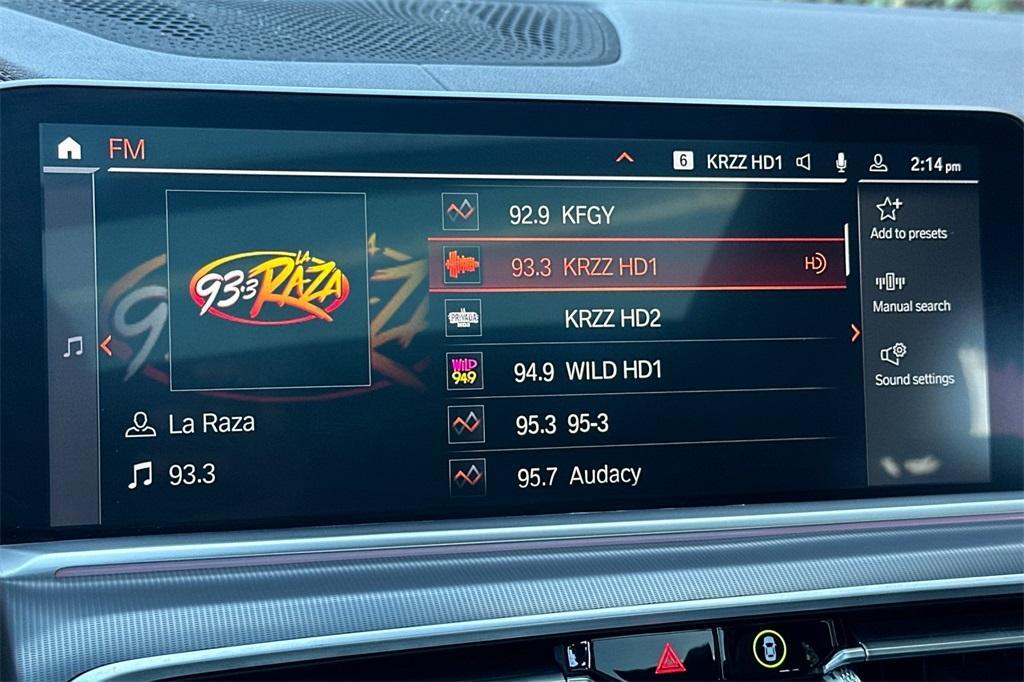 FM
6 KRZZ HD1
2:14 pm
93.3 LA RAZA
La Raza
93.3
92.9 KFGY
93.3 KRZZ HD1 HD
LA PRIVADA KRZZ HD2
WiLD 94.9 94.9 WILD HD1
95.3 95-3
95.7 Audacy
Add to presets
Manual search
Sound settings